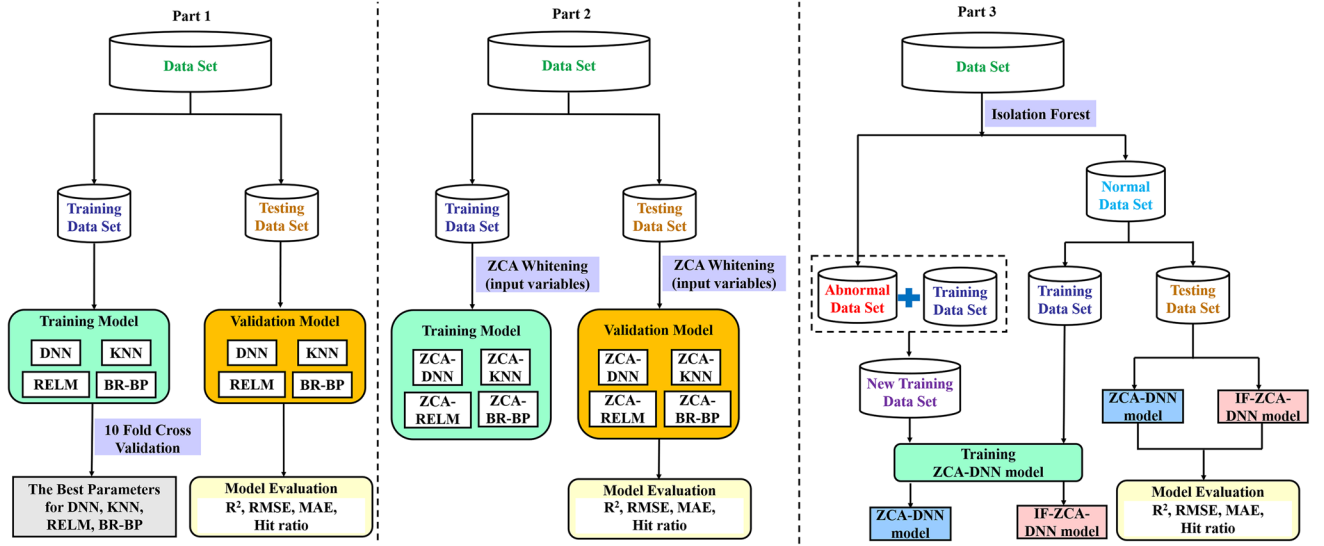 Part 1
Data Set
Training
Data Set
Testing
Data Set
Training Model
DNN
KNN
RELM
BR-BP
Validation Model
DNN
KNN
RELM
BR-BP
10 Fold Cross
Validation
The Best Parameters
for DNN, KNN,
RELM, BR-BP
Model Evaluation
R², RMSE, MAE,
Hit ratio
Part 2
Data Set
Training
Data Set
Testing
Data Set
ZCA Whitening
(input variables)
ZCA Whitening
(input variables)
Training Model
ZCA-
DNN
ZCA-
KNN
ZCA-
RELM
ZCA-
BR-BP
Validation Model
ZCA-
DNN
ZCA-
KNN
ZCA-
RELM
ZCA-
BR-BP
Model Evaluation
R², RMSE, MAE,
Hit ratio
Part 3
Data Set
Isolation Forest
Normal
Data Set
Abnormal
Data Set
Training
Data Set
Training
Data Set
Testing
Data Set
New Training
Data Set
ZCA-DNN
model
IF-ZCA-
DNN model
Training
ZCA-DNN model
ZCA-DNN
model
IF-ZCA-
DNN model
Model Evaluation
R², RMSE, MAE,
Hit ratio